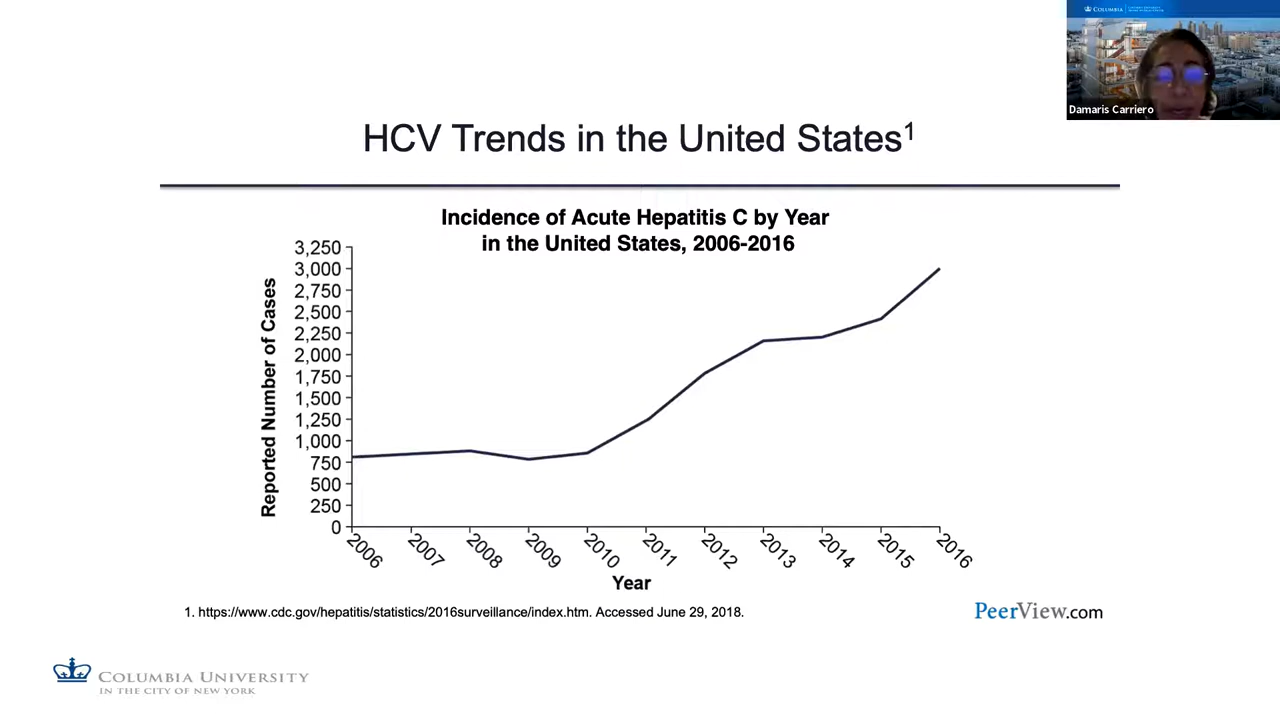 COLUMBIA
Damaris Carriero
HCV Trends in the United States1
Incidence of Acute Hepatitis C by Year
in the United States, 2006-2016
Reported Number of Cases
3,250
3,000
2,750
2,500
2,250
2,000
1,750
1,500
1,250
1,000
750
500
250
0
2006
2007
2008
2009
2010
2011
2012
2013
2014
2015
2016
Year
1. https://www.cdc.gov/hepatitis/statistics/2016surveillance/index.htm. Accessed June 29, 2018.
PeerView.com
COLUMBIA UNIVERSITY
IN THE CITY OF NEW YORK